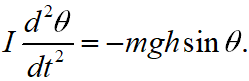 I d²θ/dt² = −mgh sin θ.